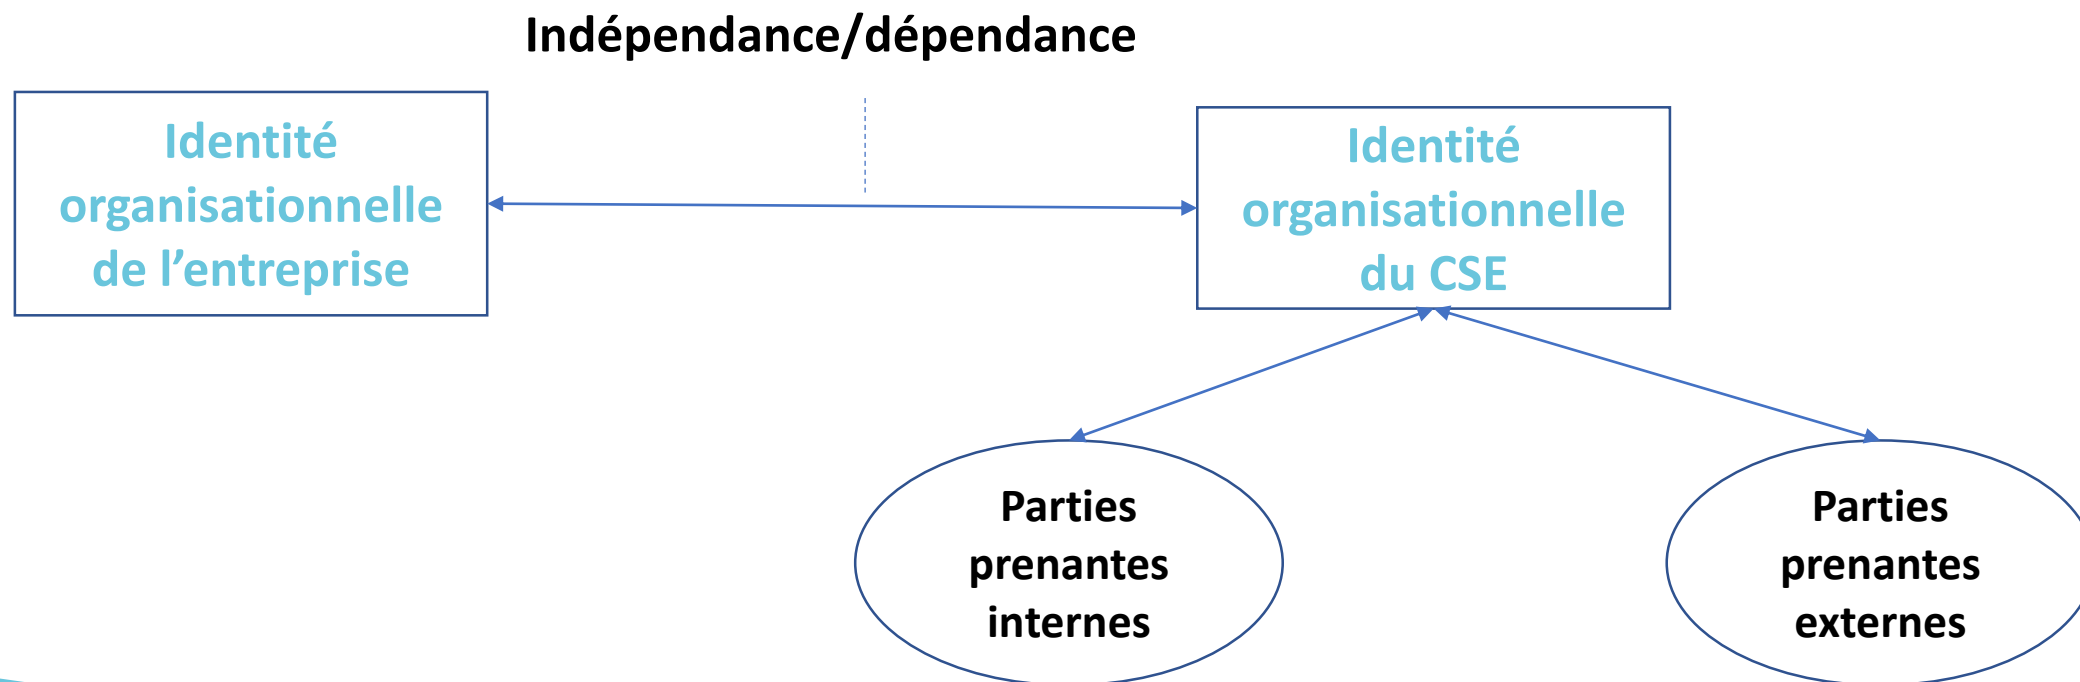 Indépendance/dépendance
Identité
organisationnelle
de l’entreprise
Identité
organisationnelle
du CSE
Parties
prenantes
internes
Parties
prenantes
externes